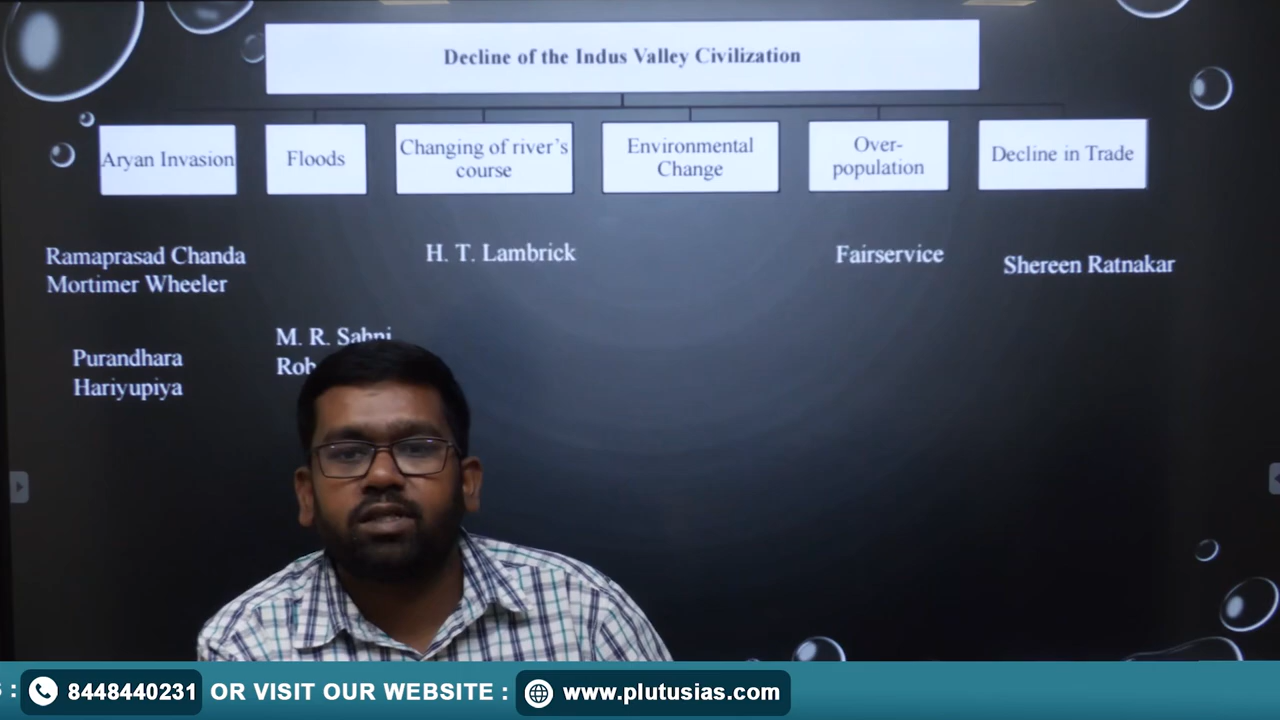 Decline of the Indus Valley Civilization
Aryan Invasion
Floods
Changing of river's
course
Environmental
Change
Over-
population
Decline in Trade
Ramaprasad Chanda
Mortimer Wheeler
H. T. Lambrick
Fairservice
Shereen Ratnakar
M. R. Sahni
Purandhara
Hariyupiya
: 8448440231 OR VISIT OUR WEBSITE : www.plutusias.com